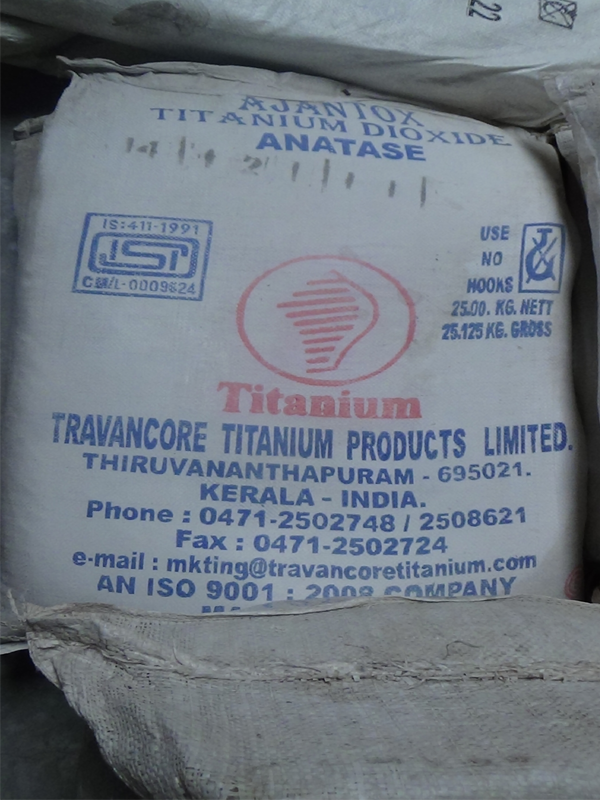 22
AJANTOX
TITANIUM DIOXIDE
ANATASE
IS:411-1991
ISI
CM/L-0009624
USE
NO
HOOKS
25.00. KG. NETT
25.125 KG. GROSS
Titanium
TRAVANCORE TITANIUM PRODUCTS LIMITED.
THIRUVANANTHAPURAM - 695021.
KERALA - INDIA.
Phone : 0471-2502748 / 2508621
Fax : 0471-2502724
e-mail : mkting@travancoretitanium.com
AN ISO 9001 : 2008 COMPANY